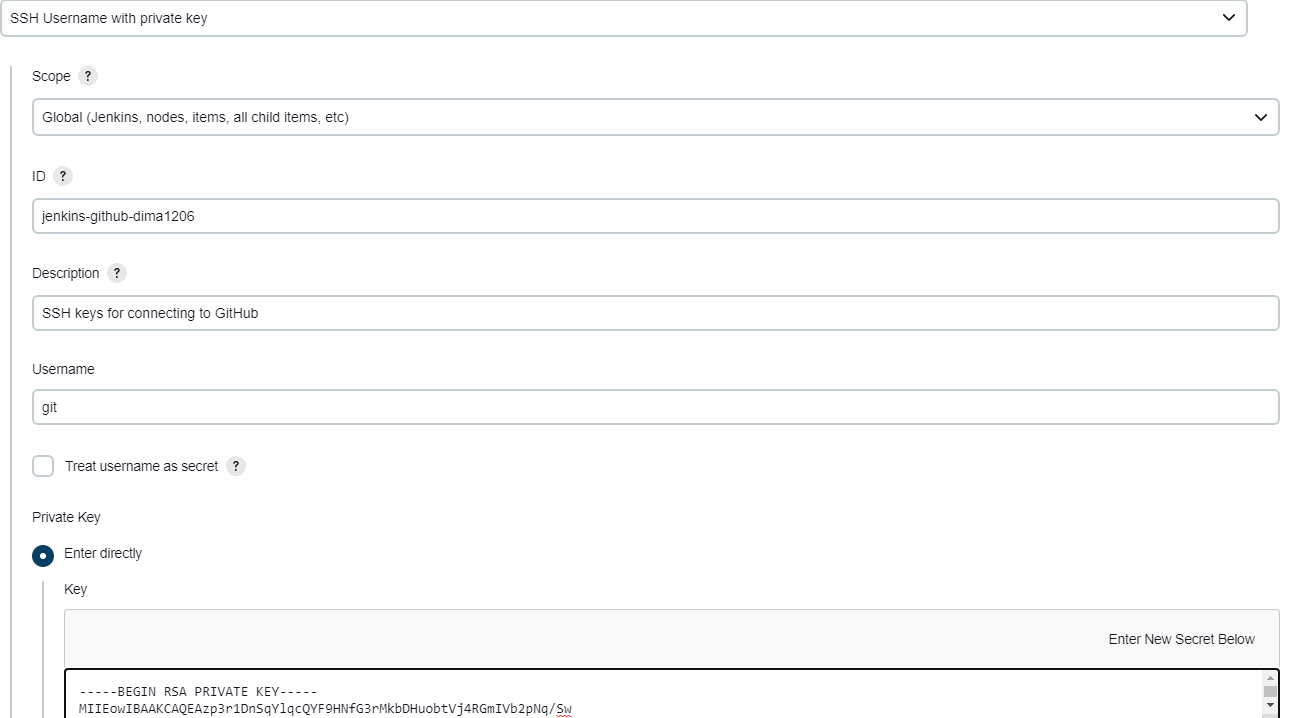 SSH Username with private key
Scope ?
Global (Jenkins, nodes, items, all child items, etc)
ID ?
jenkins-github-dima1206
Description ?
SSH keys for connecting to GitHub
Username
git
Treat username as secret ?
Private Key
Enter directly
Key
Enter New Secret Below
-----BEGIN RSA PRIVATE KEY-----
MIIEowIBAAKCAQEAzp3r1DnSqYlqcQYF9HNfG3rMkbDHuobtVj4RGmIVb2pNq/Sw